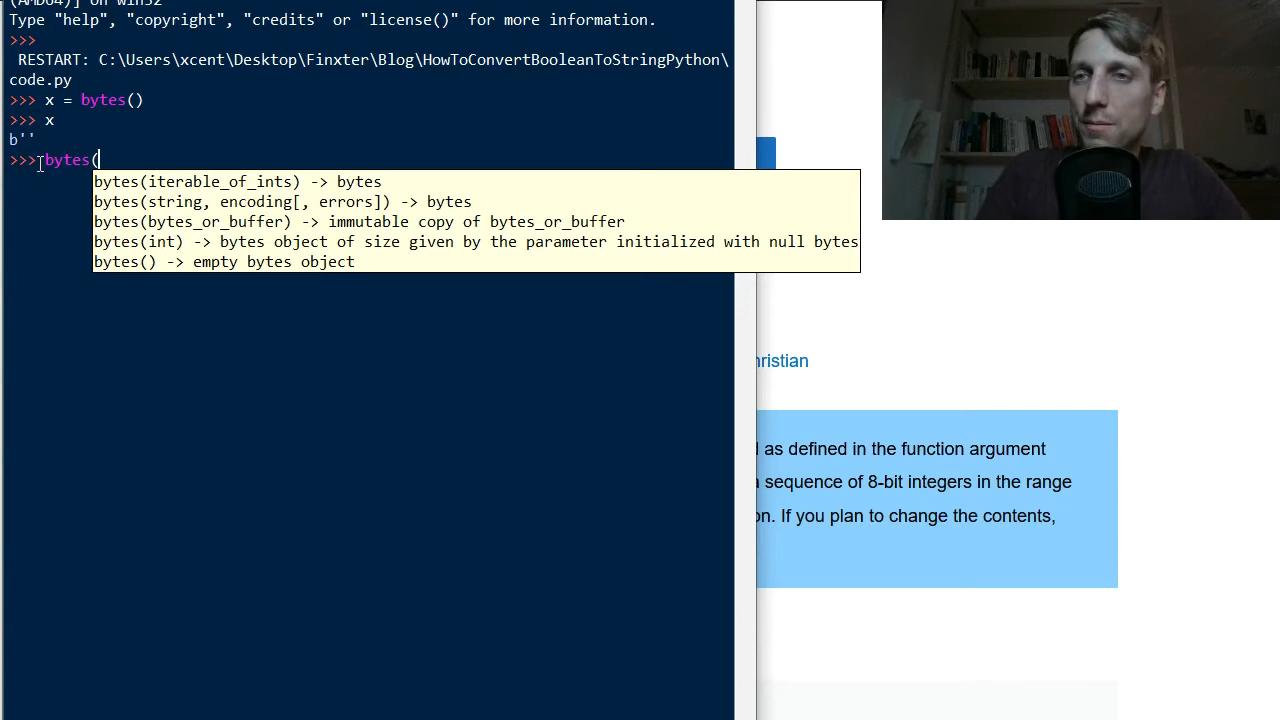 (AMD64)] on win32
Type "help", "copyright", "credits" or "license()" for more information.
>>>
RESTART: C:\Users\xcent\Desktop\Finxter\Blog\HowToConvertBooleanToStringPython\
code.py
>>> x = bytes()
>>> x
b''
>>> bytes(
bytes(iterable_of_ints) -> bytes
bytes(string, encoding[, errors]) -> bytes
bytes(bytes_or_buffer) -> immutable copy of bytes_or_buffer
bytes(int) -> bytes object of size given by the parameter initialized with null bytes
bytes() -> empty bytes object
hristian
as defined in the function argument
sequence of 8-bit integers in the range
on. If you plan to change the contents,